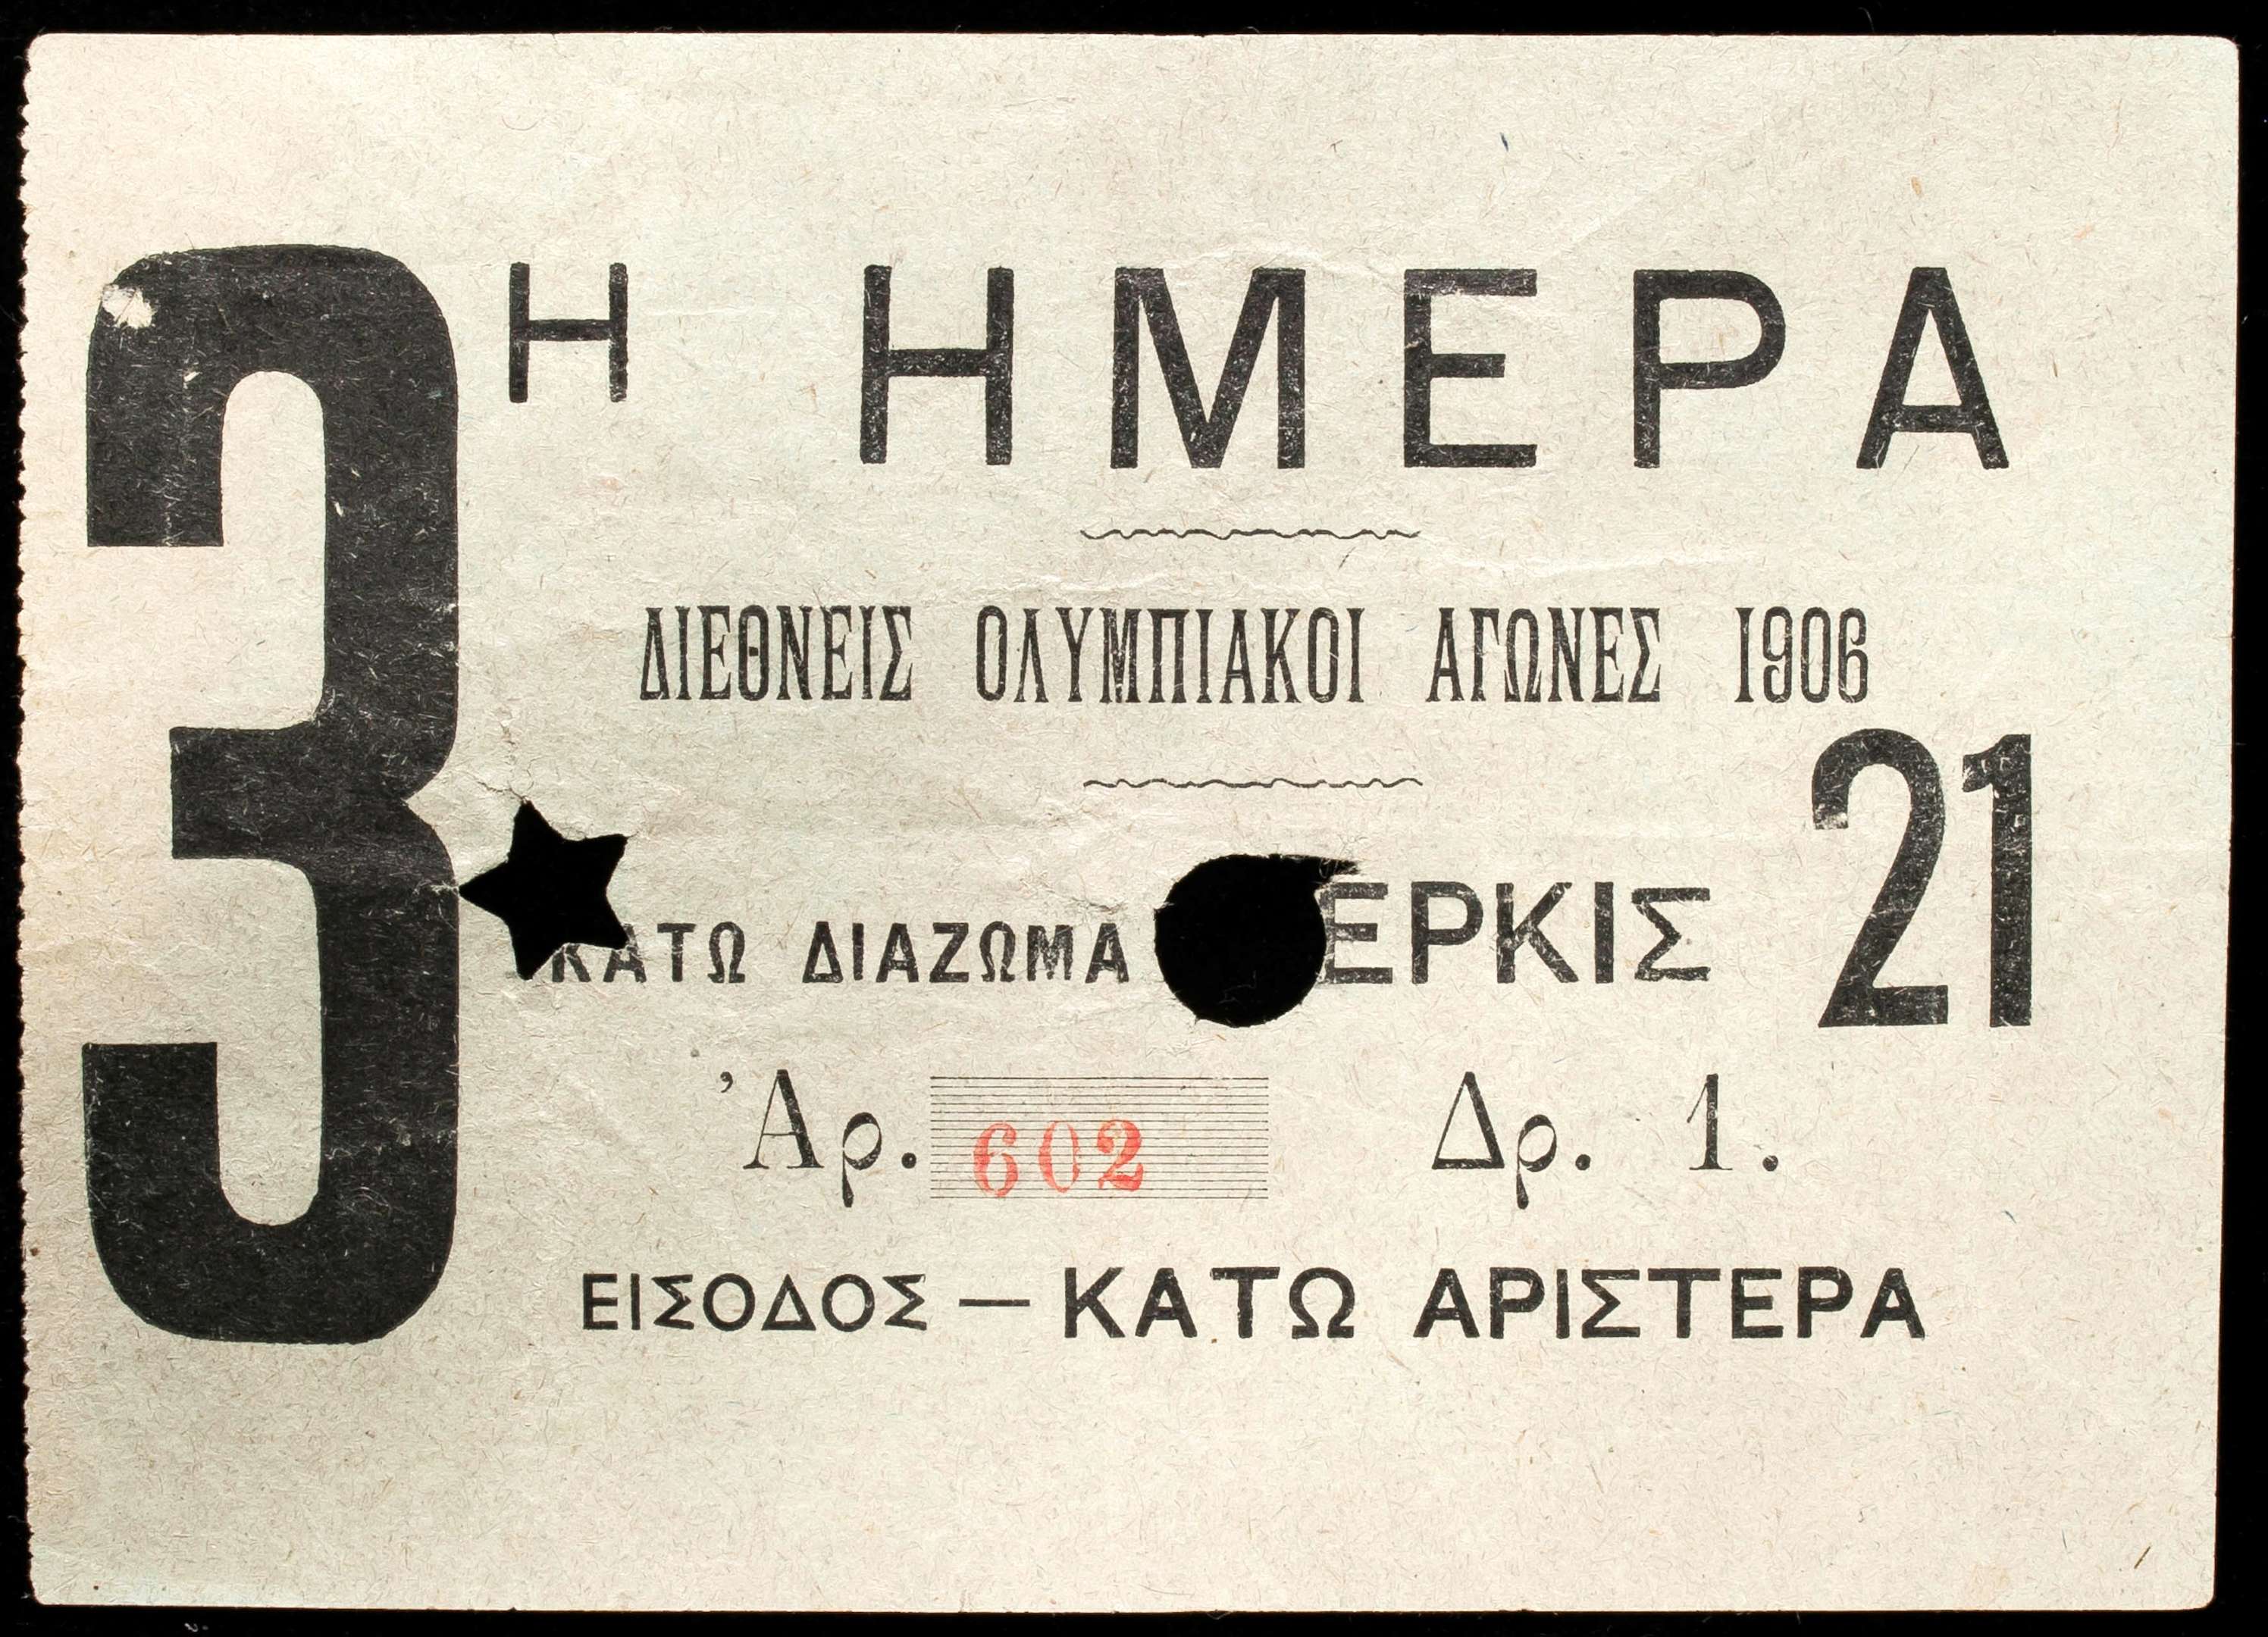 3Η ΗΜΕΡΑ
ΔΙΕΘΝΕΙΣ ΟΛΥΜΠΙΑΚΟΙ ΑΓΩΝΕΣ 1906
ΚΑΤΩ ΔΙΑΖΩΜΑ ΕΡΚΙΣ 21
Ἀρ. 602 Δρ. 1.
ΕΙΣΟΔΟΣ — ΚΑΤΩ ΑΡΙΣΤΕΡΑ